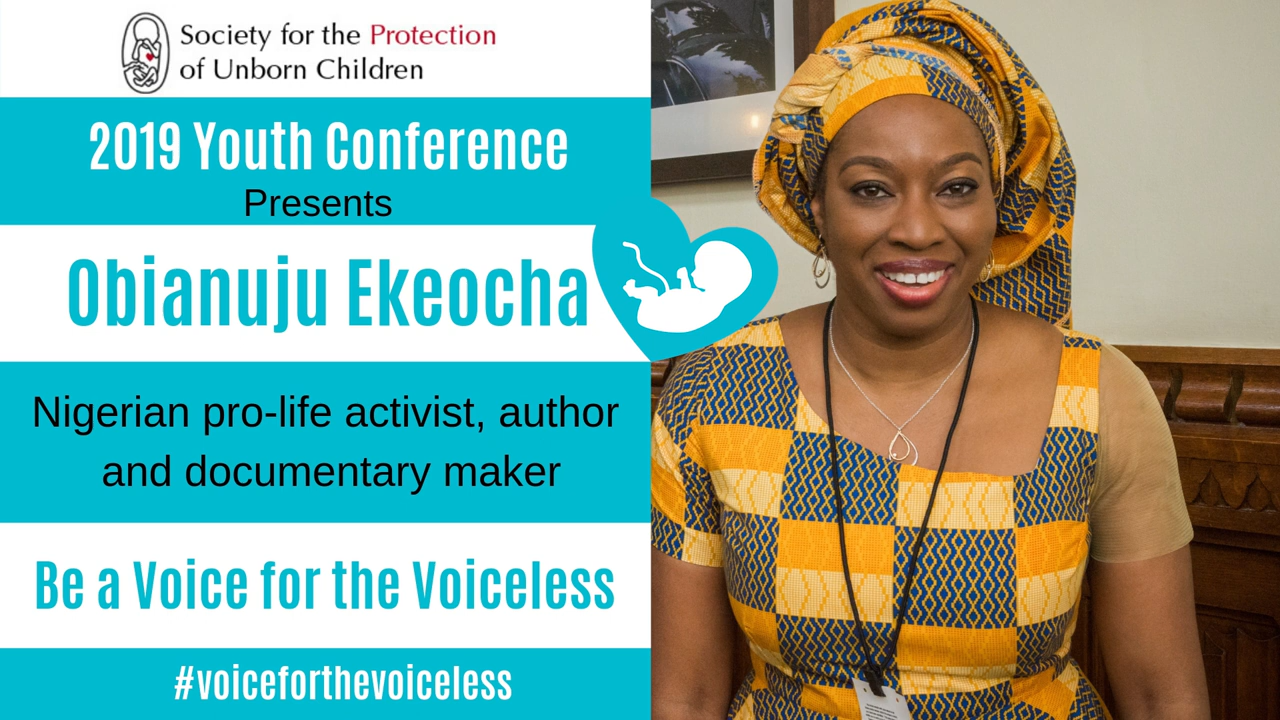 Society for the Protection
of Unborn Children
2019 Youth Conference
Presents
Obianuju Ekeocha
Nigerian pro-life activist, author
and documentary maker
Be a Voice for the Voiceless
#voiceforthevoiceless